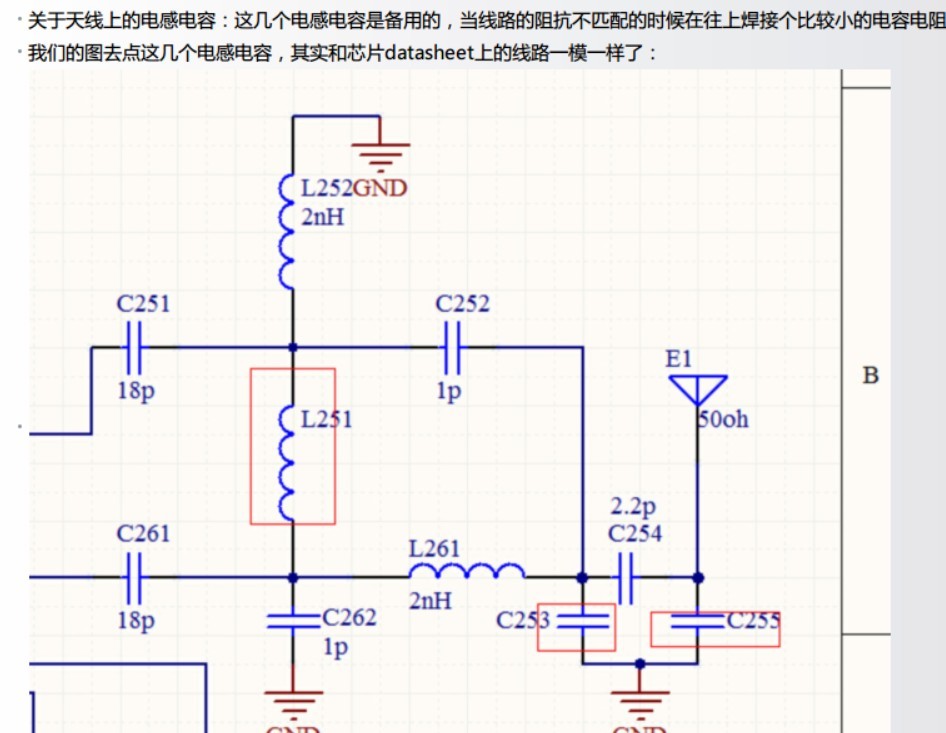 关于天线上的电感电容：这几个电感电容是备用的，当线路的阻抗不匹配的时候在往上焊接个比较小的电容电阻
我们的图去点这几个电感电容，其实和芯片datasheet上的线路一模一样了：
L252GND
2nH
C251
C252
18p
1p
E1
B
L251
50oh
2.2p
C261
C254
L261
2nH
18p
C262
C253
C255
1p
GND
GND